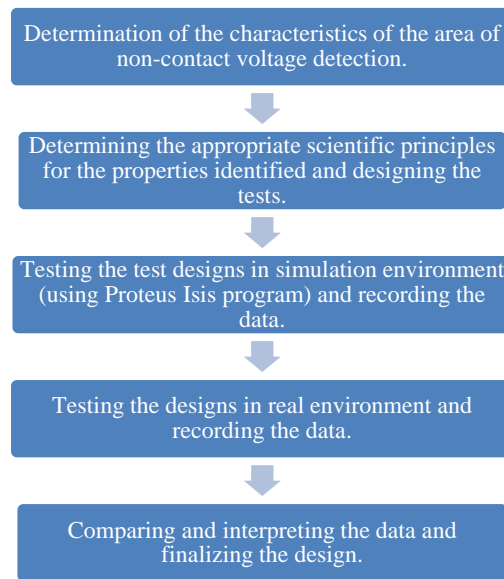 Determination of the characteristics of the area of
non-contact voltage detection.
Determining the appropriate scientific principles
for the properties identified and designing the
tests.
Testing the test designs in simulation environment
(using Proteus Isis program) and recording the
data.
Testing the designs in real environment and
recording the data.
Comparing and interpreting the data and
finalizing the design.